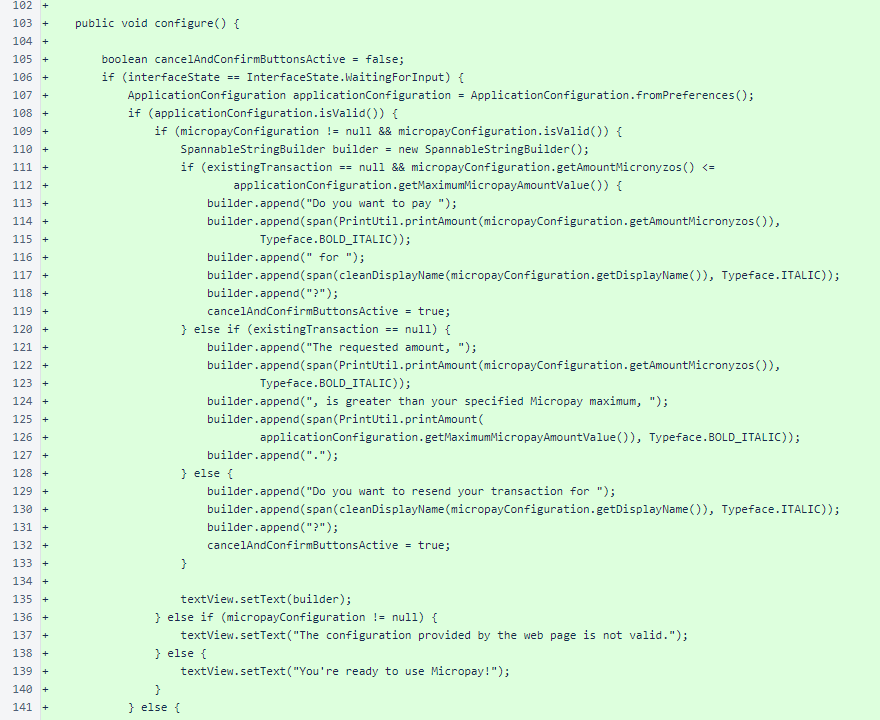 102 +
103 + public void configure() {
104 +
105 + boolean cancelAndConfirmButtonsActive = false;
106 + if (interfaceState == InterfaceState.WaitingForInput) {
107 + ApplicationConfiguration applicationConfiguration = ApplicationConfiguration.fromPreferences();
108 + if (applicationConfiguration.isValid()) {
109 + if (micropayConfiguration != null && micropayConfiguration.isValid()) {
110 + SpannableStringBuilder builder = new SpannableStringBuilder();
111 + if (existingTransaction == null && micropayConfiguration.getAmountMicronyzos() <=
112 + applicationConfiguration.getMaximumMicropayAmountValue()) {
113 + builder.append("Do you want to pay ");
114 + builder.append(span(PrintUtil.printAmount(micropayConfiguration.getAmountMicronyzos()),
115 + Typeface.BOLD_ITALIC));
116 + builder.append(" for ");
117 + builder.append(span(cleanDisplayName(micropayConfiguration.getDisplayName()), Typeface.ITALIC));
118 + builder.append("?");
119 + cancelAndConfirmButtonsActive = true;
120 + } else if (existingTransaction == null) {
121 + builder.append("The requested amount, ");
122 + builder.append(span(PrintUtil.printAmount(micropayConfiguration.getAmountMicronyzos()),
123 + Typeface.BOLD_ITALIC));
124 + builder.append(", is greater than your specified Micropay maximum, ");
125 + builder.append(span(PrintUtil.printAmount(
126 + applicationConfiguration.getMaximumMicropayAmountValue()), Typeface.BOLD_ITALIC));
127 + builder.append(".");
128 + } else {
129 + builder.append("Do you want to resend your transaction for ");
130 + builder.append(span(cleanDisplayName(micropayConfiguration.getDisplayName()), Typeface.ITALIC));
131 + builder.append("?");
132 + cancelAndConfirmButtonsActive = true;
133 + }
134 +
135 + textView.setText(builder);
136 + } else if (micropayConfiguration != null) {
137 + textView.setText("The configuration provided by the web page is not valid.");
138 + } else {
139 + textView.setText("You're ready to use Micropay!");
140 + }
141 + } else {